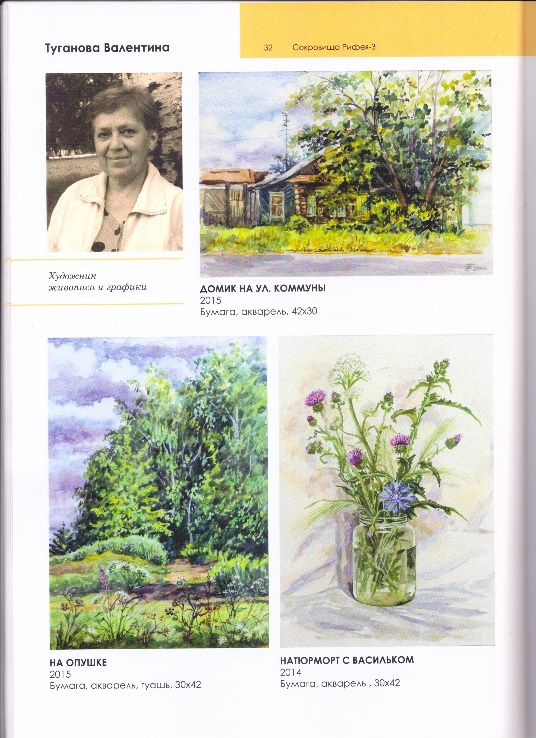 Туганова Валентина
32 Сокровища Рифея-3
Художник
живописи и графики
ДОМИК НА УЛ. КОММУНЫ
2015
Бумага, акварель, 42х30
НА ОПУШКЕ
2015
Бумага, акварель, гуашь, 30х42
НАТЮРМОРТ С ВАСИЛЬКОМ
2014
Бумага, акварель , 30х42